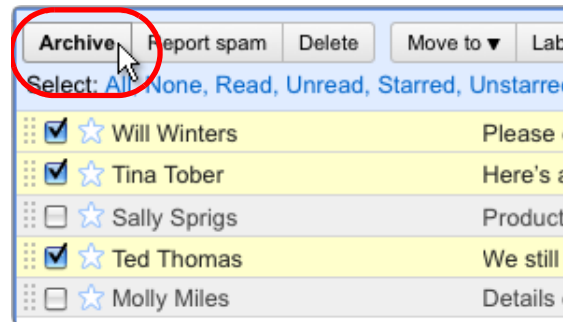 Archive Report spam Delete Move to ▼ Lab
Select: All, None, Read, Unread, Starred, Unstarred
Will Winters Please
Tina Tober Here's a
Sally Sprigs Product
Ted Thomas We still
Molly Miles Details